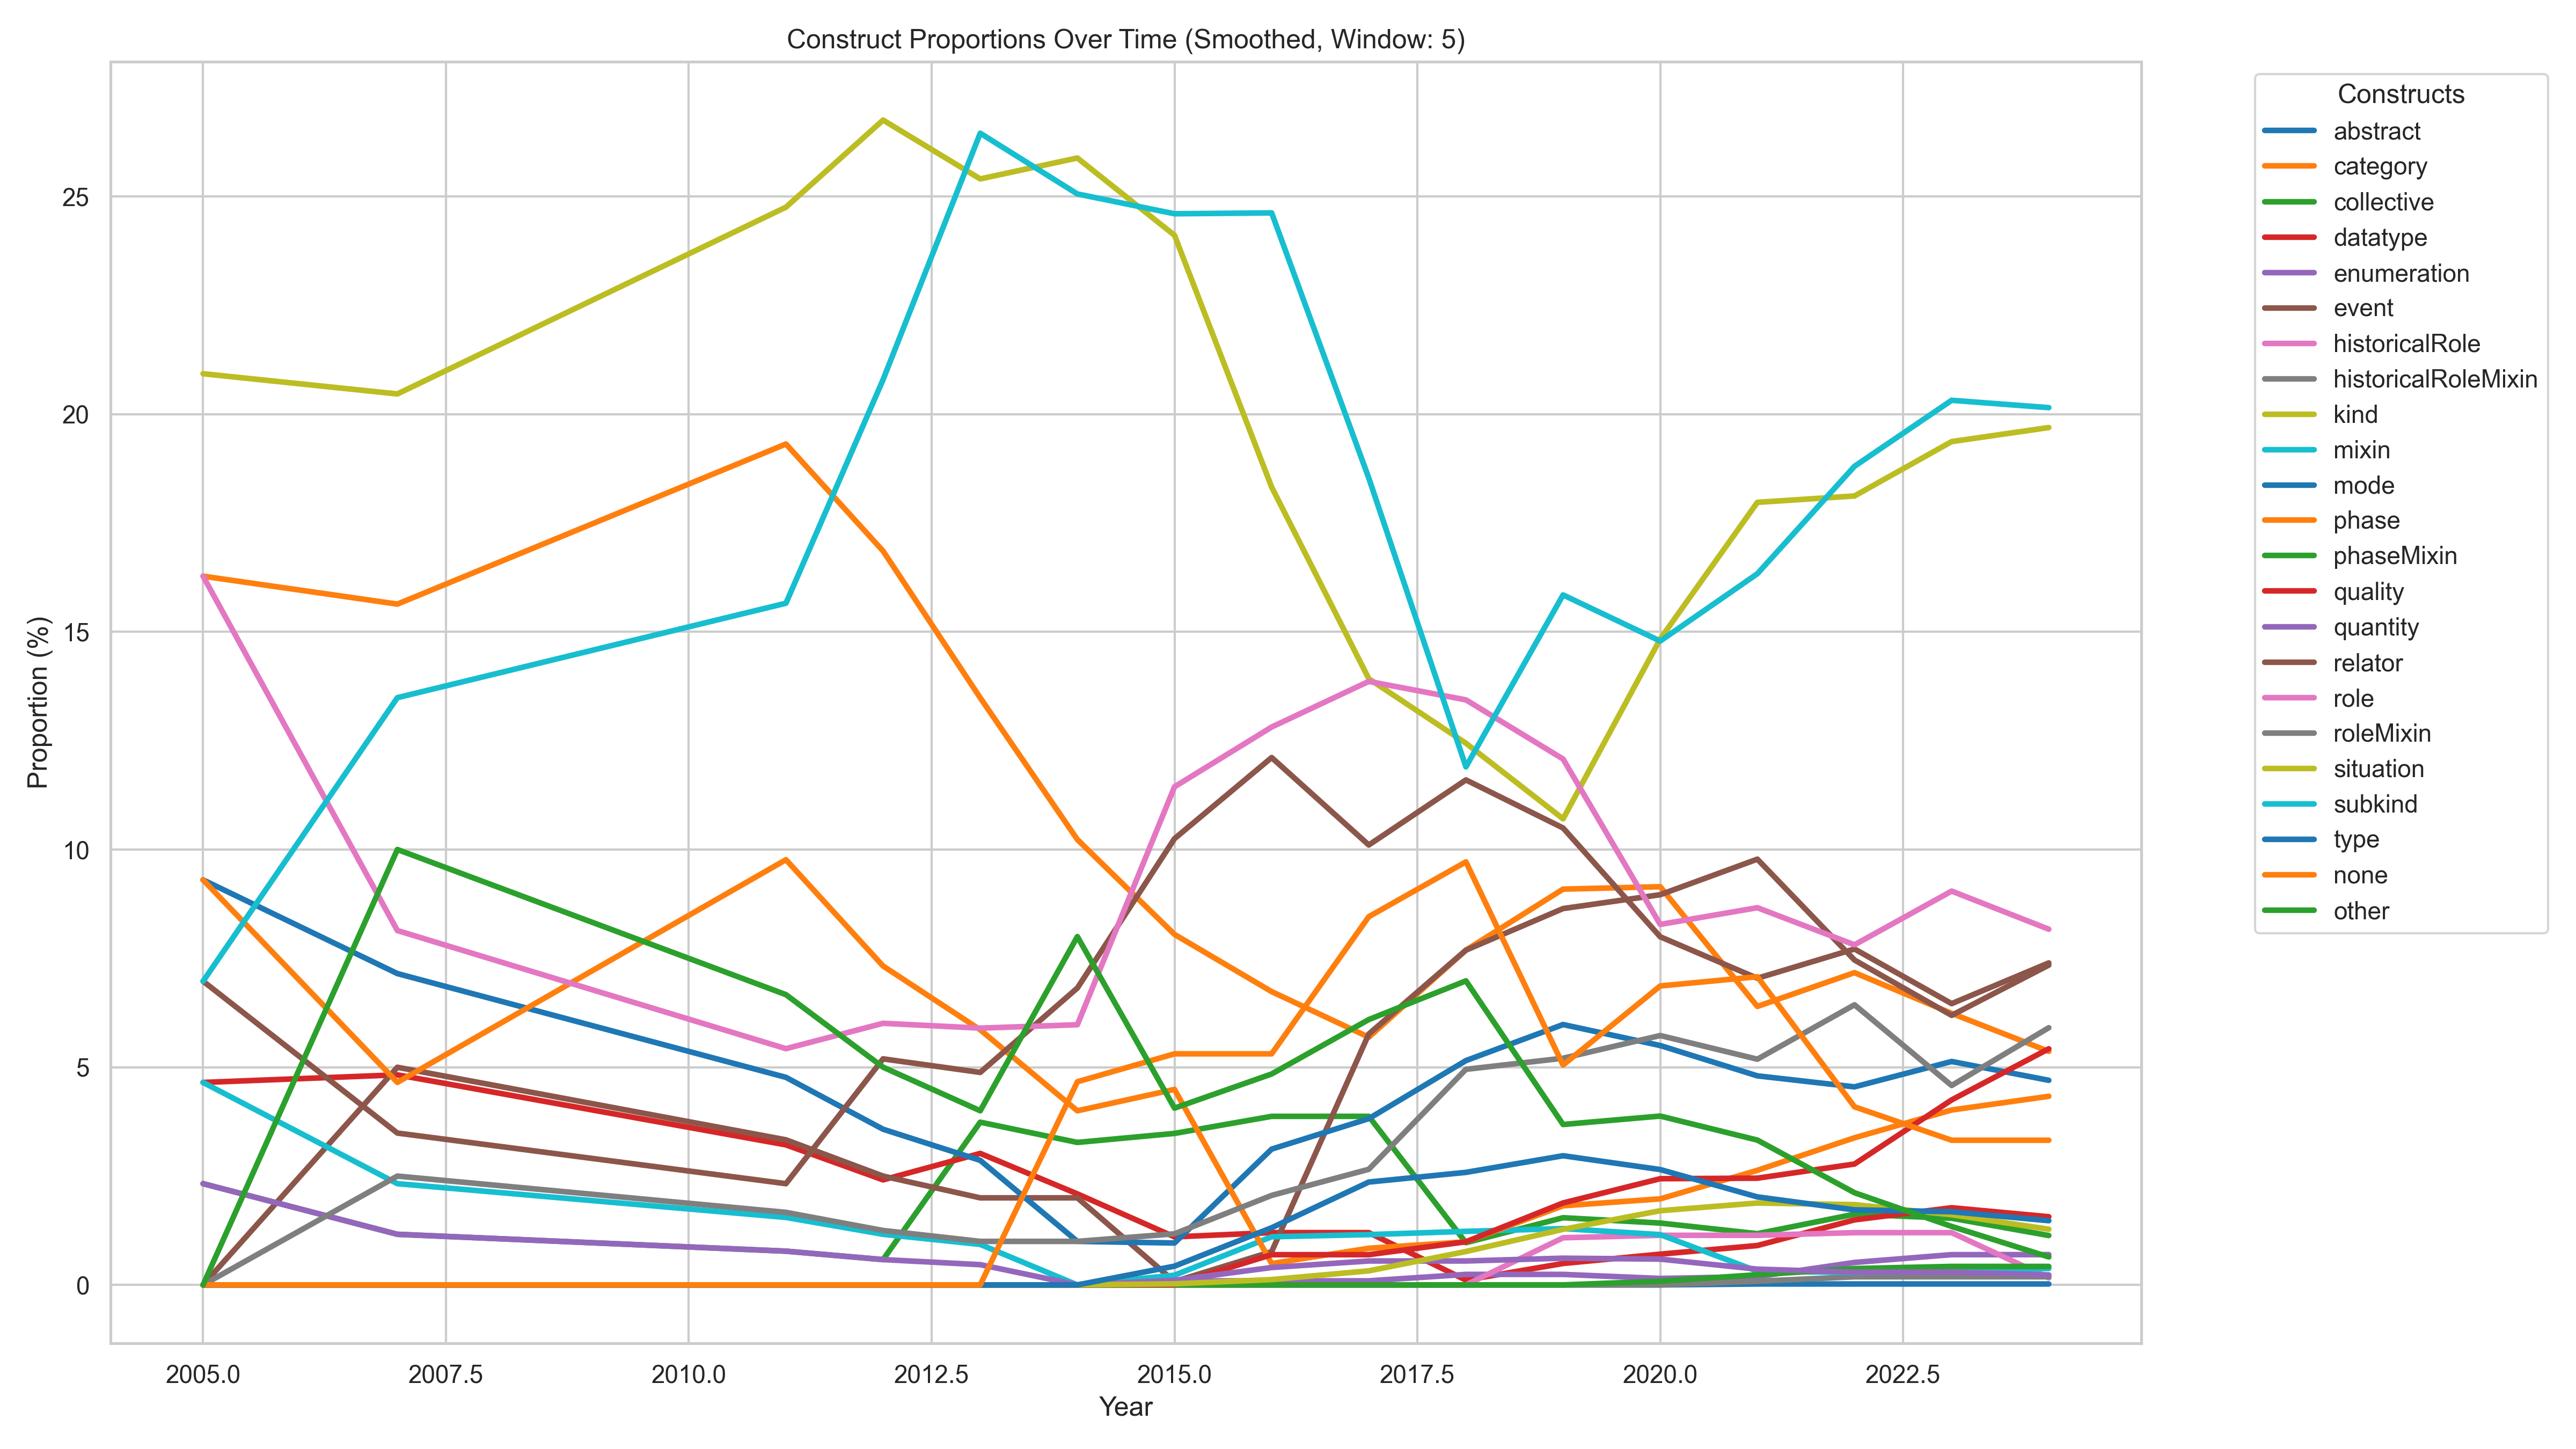 Construct Proportions Over Time (Smoothed, Window: 5)
Proportion (%)
25
20
15
10
5
0
2005.0
2007.5
2010.0
2012.5
2015.0
2017.5
2020.0
2022.5
Year
Constructs
abstract
category
collective
datatype
enumeration
event
historicalRole
historicalRoleMixin
kind
mixin
mode
phase
phaseMixin
quality
quantity
relator
role
roleMixin
situation
subkind
type
none
other